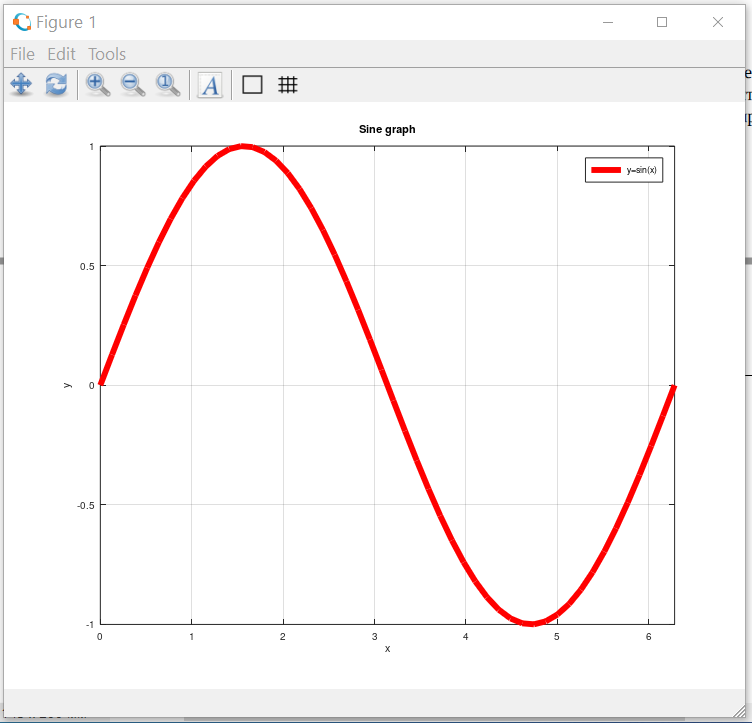 Figure 1
File Edit Tools
A
Sine graph
y=sin(x)
1
0.5
0
-0.5
-1
y
0 1 2 3 4 5 6
x